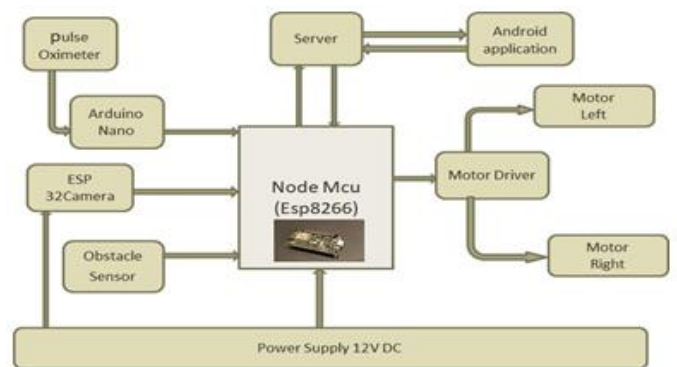 pulse
Oximeter
Server
Android
application
Arduino
Nano
Motor
Left
ESP
32Camera
Node Mcu
(Esp8266)
Motor Driver
Obstacle
Sensor
Motor
Right
Power Supply 12V DC